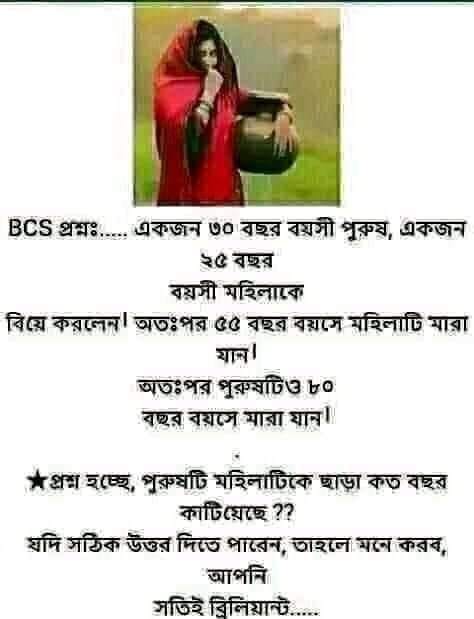 BCS প্রশ্নঃ..... একজন ৩০ বছর বয়সী পুরুষ, একজন
২৫ বছর
বয়সী মহিলাকে
বিয়ে করলেন। অতঃপর ৫৫ বছর বয়সে মহিলাটি মারা
যান।
অতঃপর পুরুষটিও ৮০
বছর বয়সে মারা যান।
.
★প্রশ্ন হচ্ছে, পুরুষটি মহিলাটিকে ছাড়া কত বছর
কাটিয়েছে ??
যদি সঠিক উত্তর দিতে পারেন, তাহলে মনে করব,
আপনি
সতিই ব্রিলিয়ান্ট.....